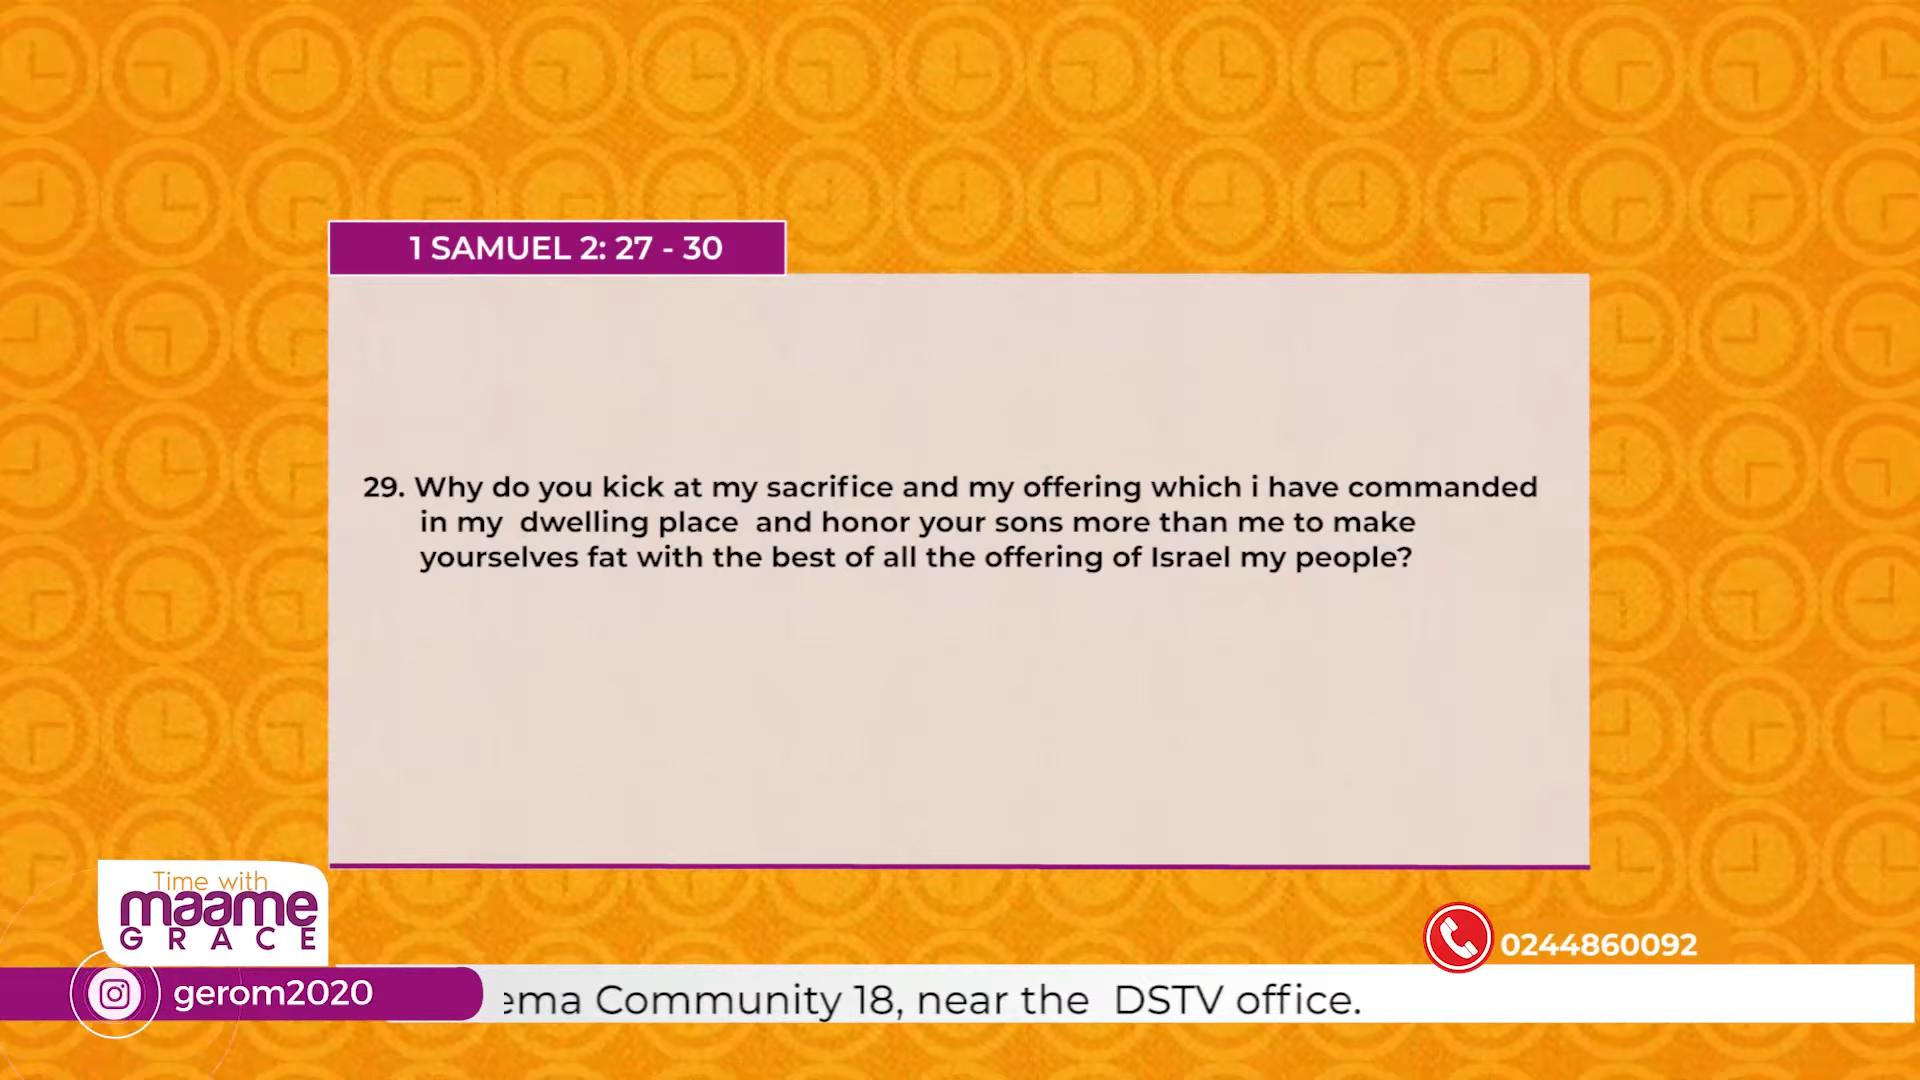 1 SAMUEL 2: 27 - 30
29. Why do you kick at my sacrifice and my offering which i have commanded
in my dwelling place and honor your sons more than me to make
yourselves fat with the best of all the offering of Israel my people?
Time with
maame
GRACE
0244860092
gerom2020
ema Community 18, near the DSTV office.